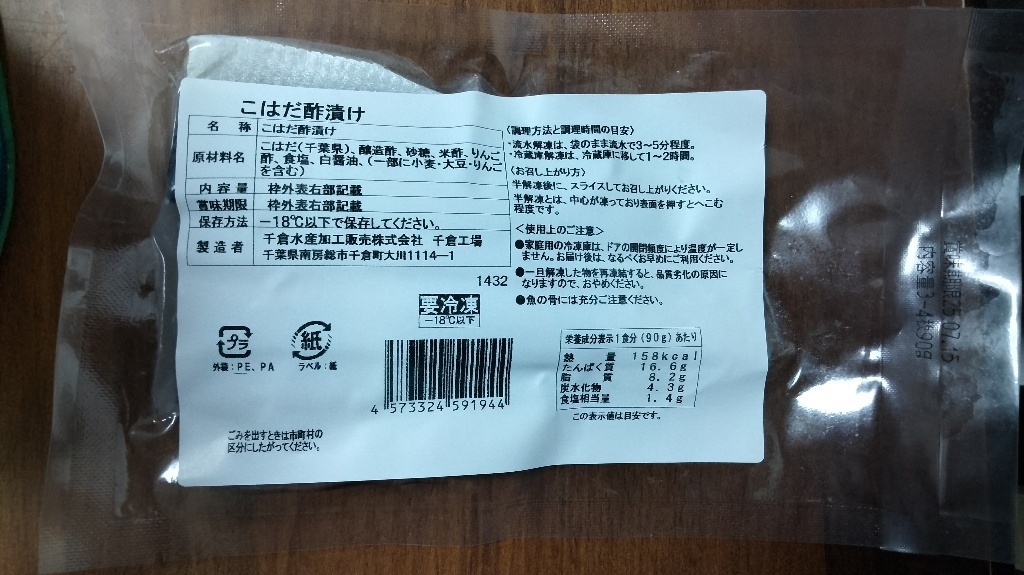 こはだ酢漬け
名 称 こはだ酢漬け
原材料名 こはだ(千葉県)、醸造酢、砂糖、米酢、りんご
酢、食塩、白醤油、(一部に小麦・大豆・りんご
を含む)
内容量 枠外表右部記載
賞味期限 枠外表右部記載
保存方法 －18℃以下で保存してください。
製造者 千倉水産加工販売株式会社 千倉工場
千葉県南房総市千倉町大川1114－1
1432
要冷凍
－18℃以下
プラ
外装:PE、PA
紙
ラベル:紙
4 573324 591944
ごみを出すときは市町村の
区分にしたがってください。
〈調理方法と調理時間の目安〉
・流水解凍は、袋のまま流水で3～5分程度。
・冷蔵庫解凍は、冷蔵庫に移して1～2時間。
〈お召し上がり方〉
半解凍後に、スライスしてお召し上がりください。
半解凍とは、中心が凍っており表面を押すとへこむ
程度です。
＜使用上のご注意＞
●家庭用の冷凍庫は、ドアの開閉頻度により温度が一定し
ません。お届け後は、なるべくお早めにご利用ください。
●一旦解凍した物を再凍結すると、品質劣化の原因に
なりますので、おやめください。
●魚の骨には充分ご注意ください。
栄養成分表示1食分(90g)あたり
熱 量 158kcal
たんぱく質 16.6g
脂 質 8.2g
炭水化物 4.3g
食塩相当量 1.4g
この表示値は目安です。
賞味期限25.07.15
内容量3-4枚90g